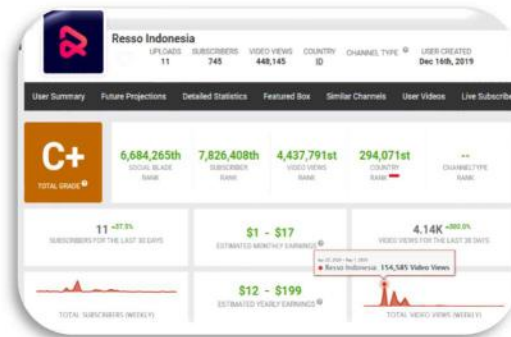 Resso Indonesia
UPLOADS SUBSCRIBERS VIDEO VIEWS COUNTRY CHANNEL TYPE USER CREATED
11 745 448,145 ID Dec 16th, 2019
User Summary Future Projections Detailed Statistics Featured Box Similar Channels User Videos Live Subscribe
C+
TOTAL GRADE
6,684,265th 7,826,408th 4,437,791st 294,071st --
SOCIAL BLADE SUBSCRIBER VIDEO VIEWS COUNTRY CHANNELTYPE
RANK RANK RANK RANK RANK
11 +37.5% $1 - $17 4.14K
SUBSCRIBERS FOR THE LAST 30 DAYS ESTIMATED MONTHLY EARNINGS VIDEO VIEWS FOR THE LAST 30 DAYS
Resso Indonesia 154,585 Video Views
$12 - $199
ESTIMATED YEARLY EARNINGS
TOTAL SUBSCRIBERS (WEEKLY) TOTAL VIDEO VIEWS (WEEKLY)